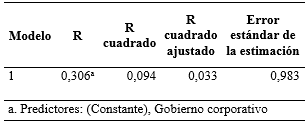 Modelo R R cuadrado R cuadrado ajustado Error estándar de la estimación
1 0,306ª 0,094 0,033 0,983
a. Predictores: (Constante), Gobierno corporativo